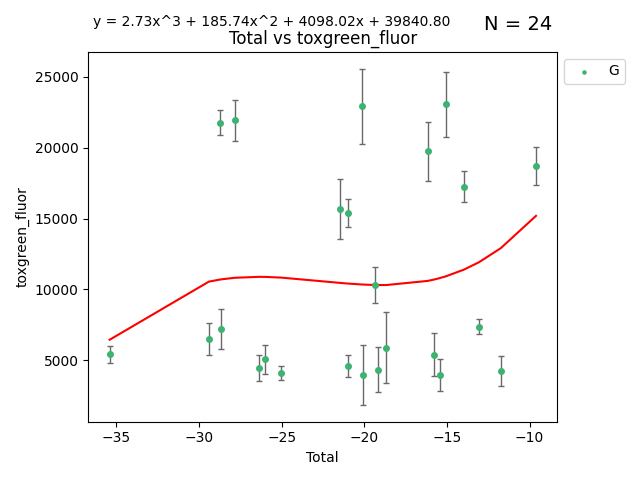 y = 2.73x^3 + 185.74x^2 + 4098.02x + 39840.80
N = 24
Total vs toxgreen_fluor
G
25000
20000
15000
10000
5000
toxgreen_fluor
−35
−30
−25
−20
−15
−10
Total